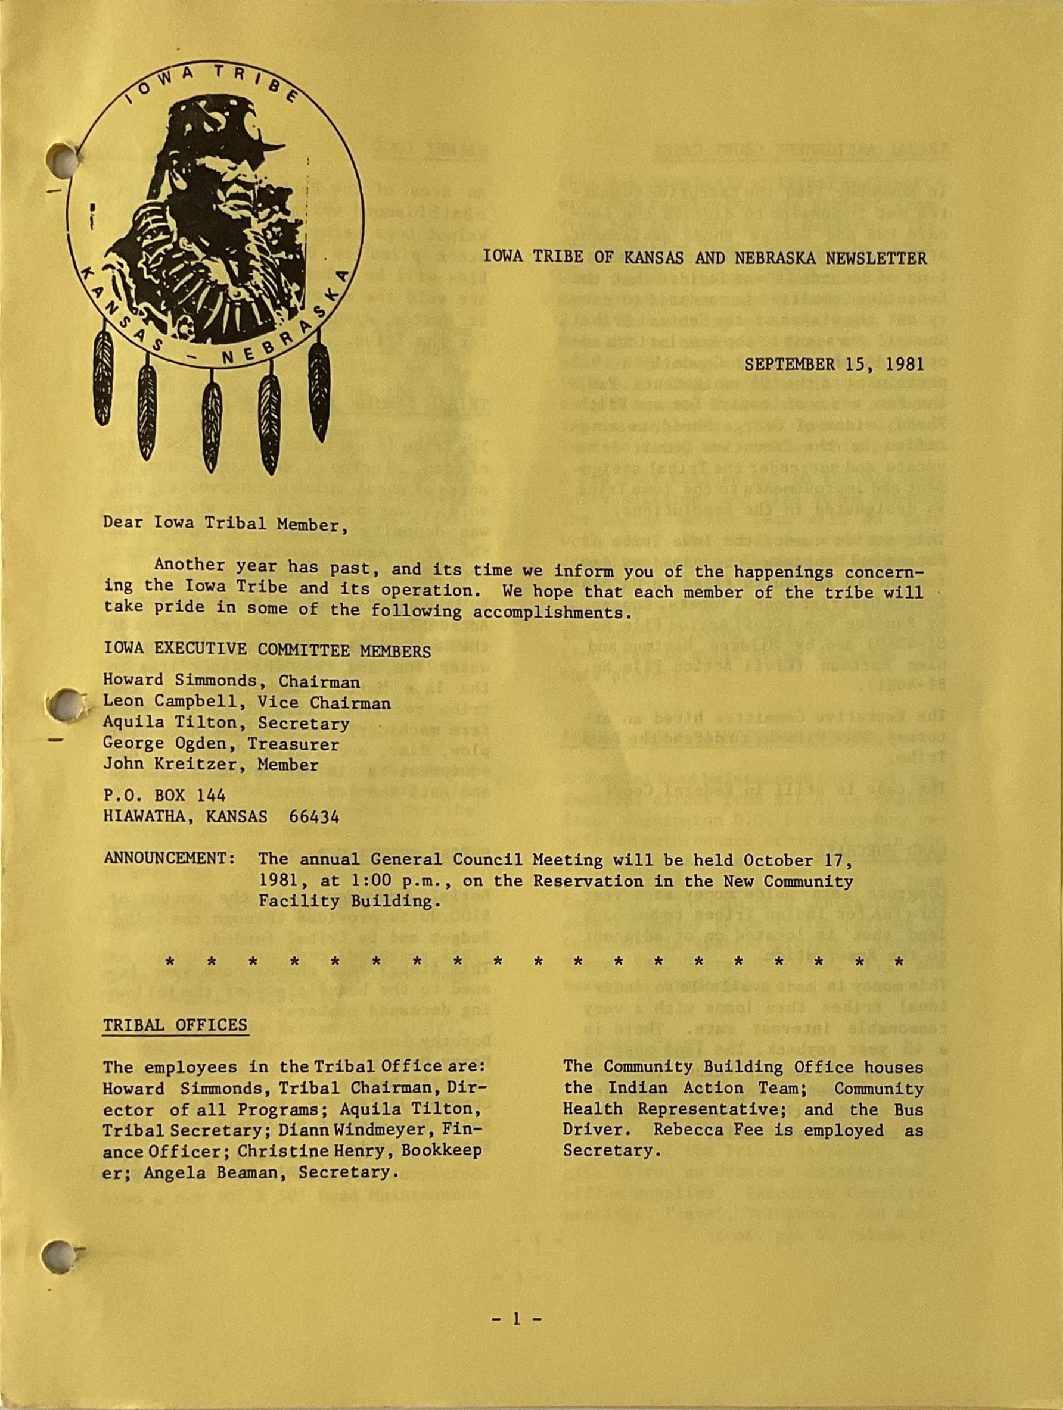 IOWA TRIBE
KANSAS – NEBRASKA
IOWA TRIBE OF KANSAS AND NEBRASKA NEWSLETTER
SEPTEMBER 15, 1981
Dear Iowa Tribal Member,
Another year has past, and its time we inform you of the happenings concern-
ing the Iowa Tribe and its operation. We hope that each member of the tribe will
take pride in some of the following accomplishments.
IOWA EXECUTIVE COMMITTEE MEMBERS
Howard Simmonds, Chairman
Leon Campbell, Vice Chairman
Aquila Tilton, Secretary
George Ogden, Treasurer
John Kreitzer, Member
P.O. BOX 144
HIAWATHA, KANSAS 66434
ANNOUNCEMENT: The annual General Council Meeting will be held October 17,
1981, at 1:00 p.m., on the Reservation in the New Community
Facility Building.
* * * * * * * * * * * * * * * * * * *
TRIBAL OFFICES
The employees in the Tribal Office are:
Howard Simmonds, Tribal Chairman, Dir-
ector of all Programs; Aquila Tilton,
Tribal Secretary; Diann Windmeyer, Fin-
ance Officer; Christine Henry, Bookkeep
er; Angela Beaman, Secretary.
The Community Building Office houses
the Indian Action Team; Community
Health Representative; and the Bus
Driver. Rebecca Fee is employed as
Secretary.
- 1 -